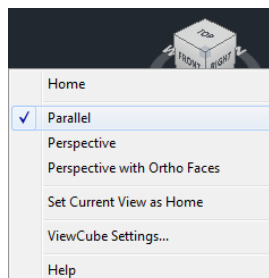 TOP
W
FRONT
RIGHT
N
Home
Parallel
Perspective
Perspective with Ortho Faces
Set Current View as Home
ViewCube Settings...
Help